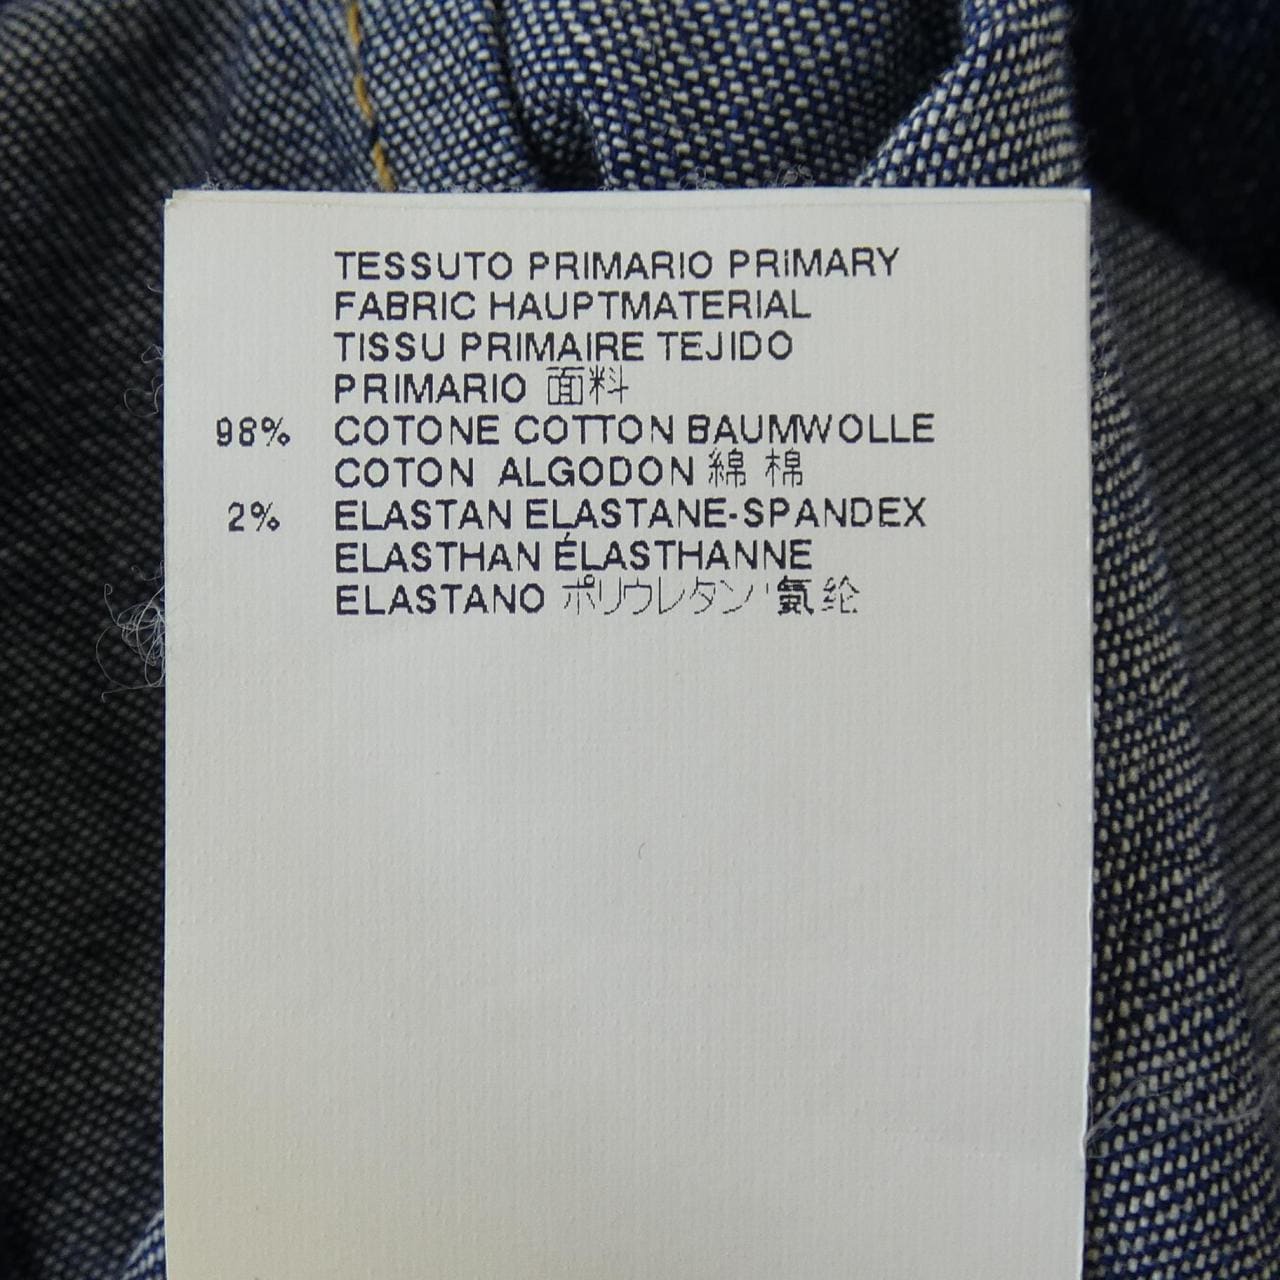 TESSUTO PRIMARIO PRIMARY
FABRIC HAUPTMATERIAL
TISSU PRIMAIRE TEJIDO
PRIMARIO 面料
98% COTONE COTTON BAUMWOLLE
COTON ALGODON 綿 棉
2% ELASTAN ELASTANE-SPANDEX
ELASTHAN ÉLASTHANNE
ELASTANO ポリウレタン 氨纶